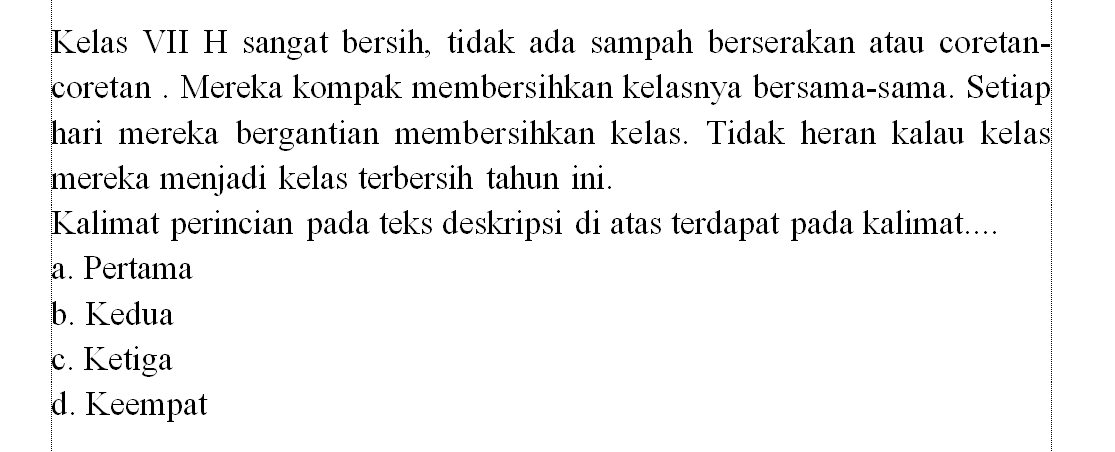 Kelas VII H sangat bersih, tidak ada sampah berserakan atau coretan-
coretan . Mereka kompak membersihkan kelasnya bersama-sama. Setiap
hari mereka bergantian membersihkan kelas. Tidak heran kalau kelas
mereka menjadi kelas terbersih tahun ini.
Kalimat perincian pada teks deskripsi di atas terdapat pada kalimat....
a. Pertama
b. Kedua
c. Ketiga
d. Keempat